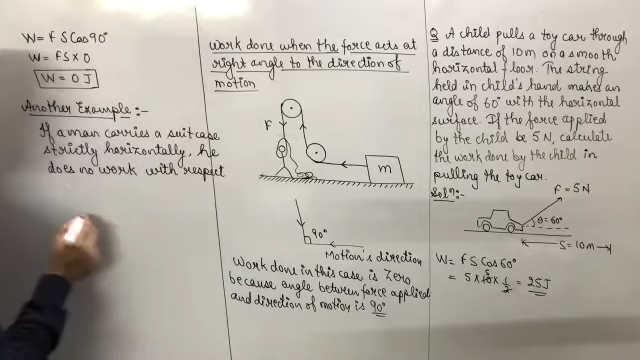 W = F S Cos 90°
W = FS × 0
W = 0 J
Another Example:-
If a man carries a suitcase
strictly horizontally, he
does no work with respect
Work done when the force acts at
right angle to the direction of
motion
F
m
90°
Motion's direction
Work done in this case is Zero
because angle between force applied
and direction of motion is 90°
Q A child pulls a toy car through
a distance of 10m on a smooth
horizontal floor. The string
held in child's hand makes an
angle of 60° with the horizontal
surface. If the force applied
by the child be 5N, calculate
the work done by the child in
pulling the toy car.
Solⁿ:-
F = 5N
θ = 60°
S = 10m
W = F S Cos 60°
= 5 × 10 5 × 1/2 = 25J